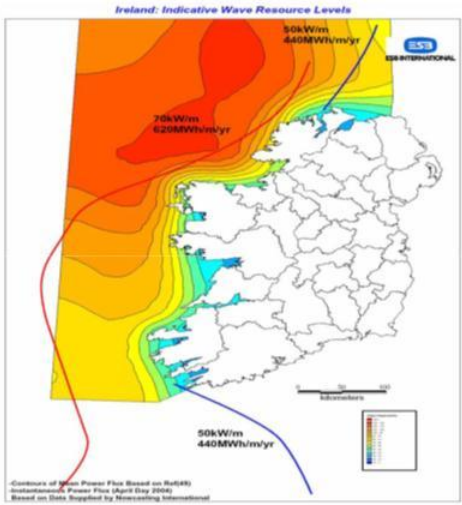 Ireland: Indicative Wave Resource Levels
50kW/m
440MWh/m/yr
ESB
ESB INTERNATIONAL
70kW/m
620MWh/m/yr
0 50 100
kilometers
50kW/m
440MWh/m/yr
-Contours of Mean Power Flux Based on Ref(49)
-Instantaneous Power Flux (April Day 2004)
Based on Data Supplied by Nowcasting International